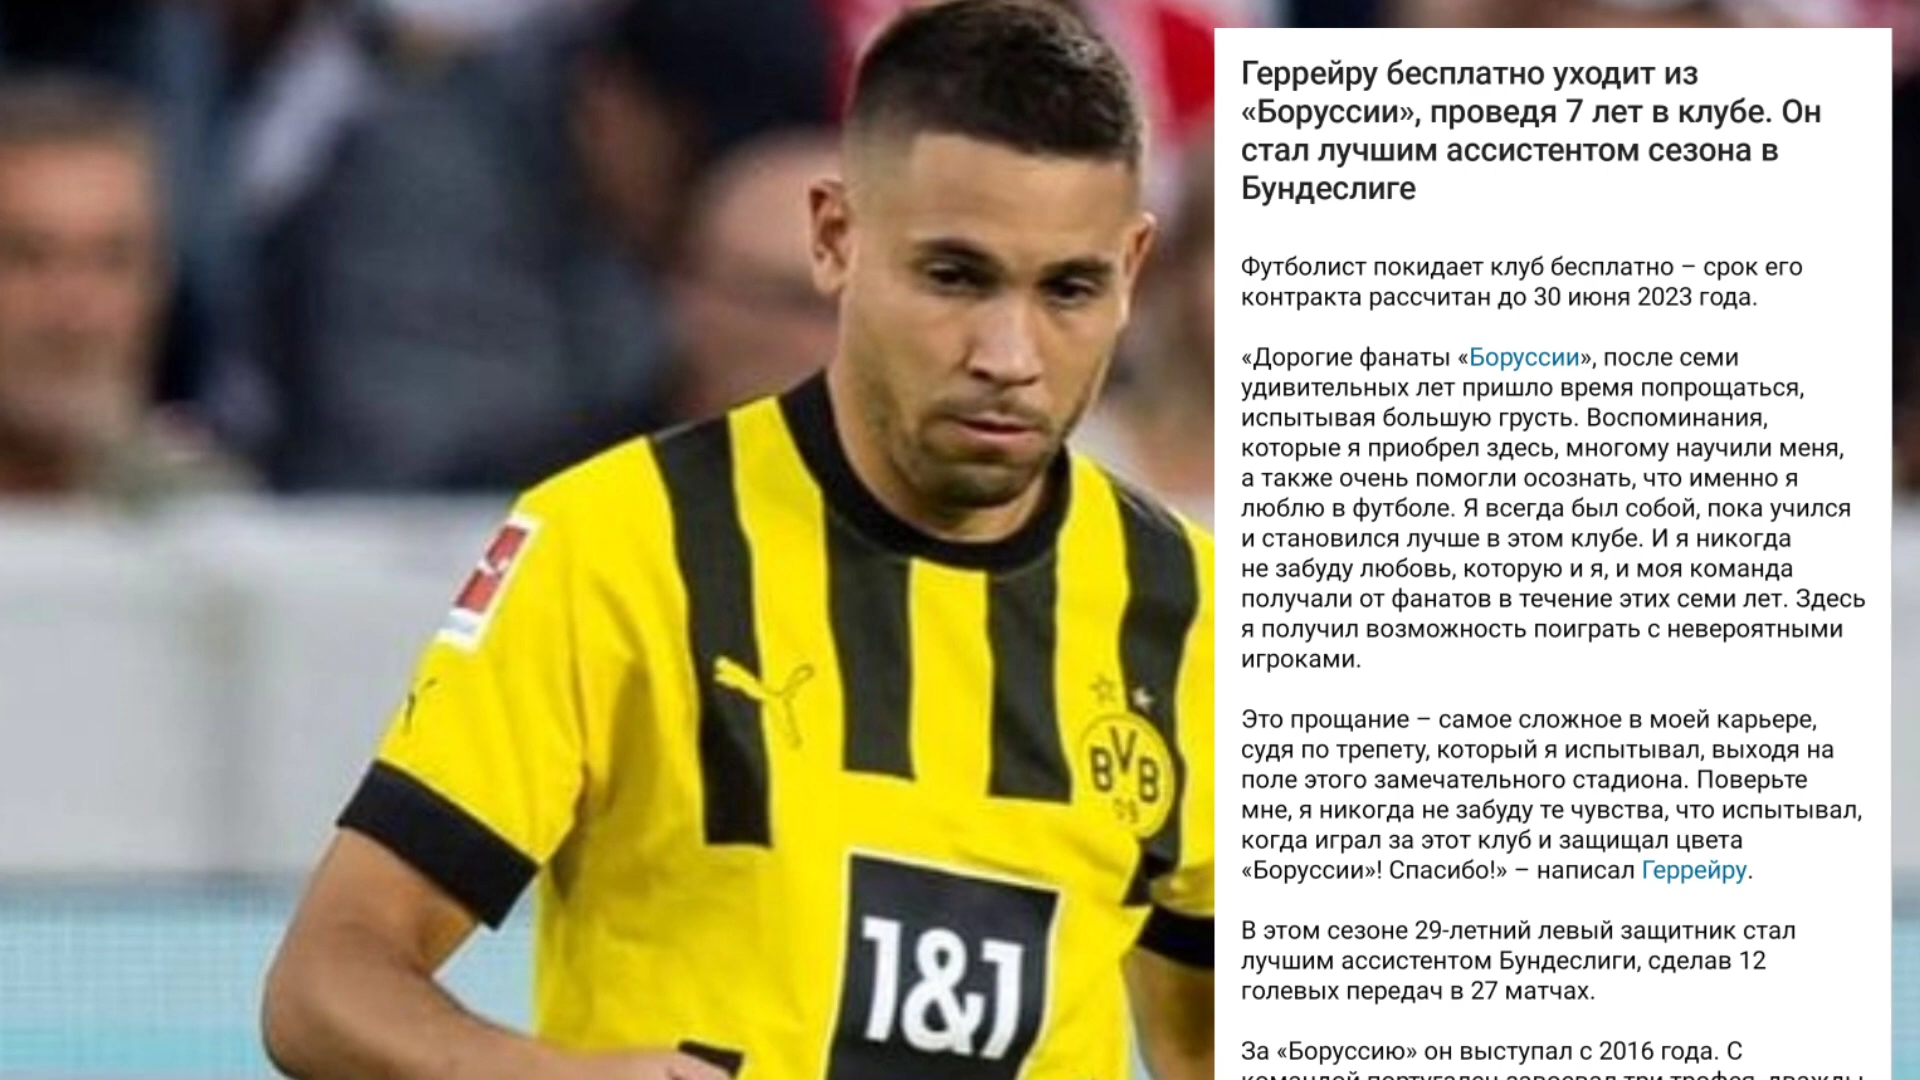 Геррейру бесплатно уходит из
«Боруссии», проведя 7 лет в клубе. Он
стал лучшим ассистентом сезона в
Бундеслиге
Футболист покидает клуб бесплатно – срок его
контракта рассчитан до 30 июня 2023 года.
«Дорогие фанаты «Боруссии», после семи
удивительных лет пришло время попрощаться,
испытывая большую грусть. Воспоминания,
которые я приобрел здесь, многому научили меня,
а также очень помогли осознать, что именно я
люблю в футболе. Я всегда был собой, пока учился
и становился лучше в этом клубе. И я никогда
не забуду любовь, которую и я, и моя команда
получали от фанатов в течение этих семи лет. Здесь
я получил возможность поиграть с невероятными
игроками.
Это прощание – самое сложное в моей карьере,
судя по трепету, который я испытывал, выходя на
поле этого замечательного стадиона. Поверьте
мне, я никогда не забуду те чувства, что испытывал,
когда играл за этот клуб и защищал цвета
«Боруссии»! Спасибо!» – написал Геррейру.
В этом сезоне 29-летний левый защитник стал
лучшим ассистентом Бундеслиги, сделав 12
голевых передач в 27 матчах.
За «Боруссию» он выступал с 2016 года. С
BVB
09
1&1